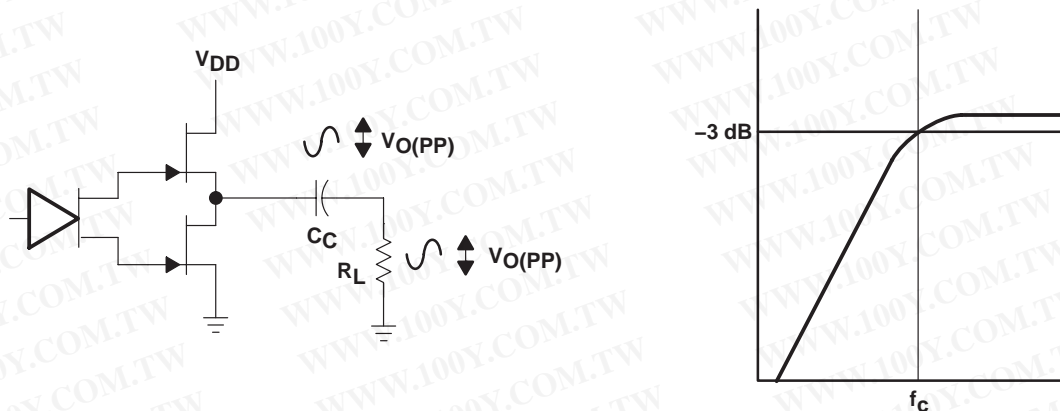 VDD
VO(PP)
CC
RL
VO(PP)
–3 dB
fc
WWW.100Y.COM.TW